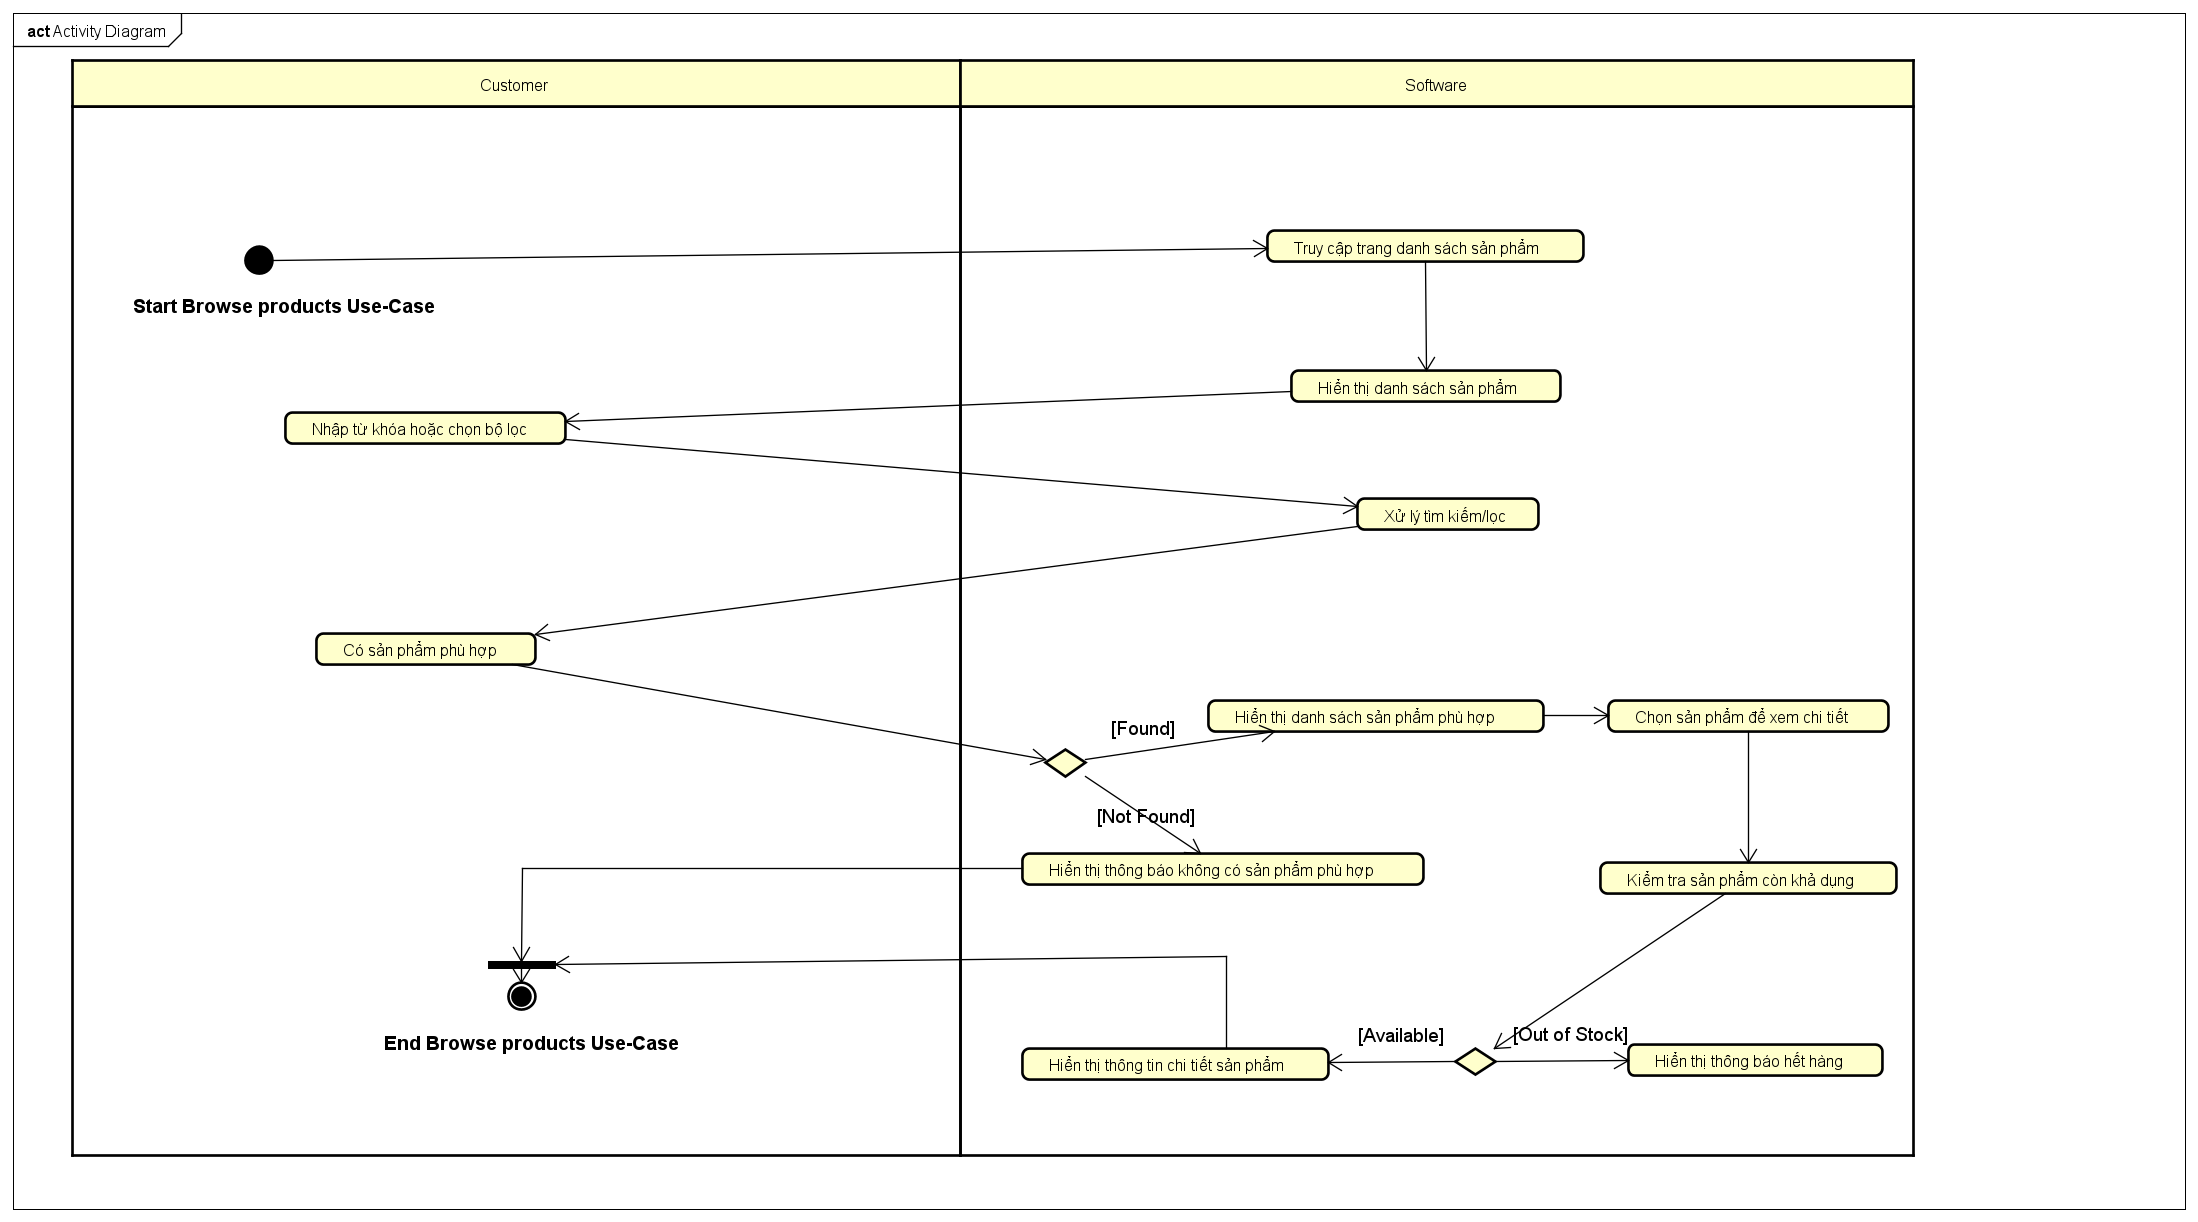 act Activity Diagram
Customer
Software
Truy cập trang danh sách sản phẩm
Start Browse products Use-Case
Hiển thị danh sách sản phẩm
Nhập từ khóa hoặc chọn bộ lọc
Xử lý tìm kiếm/lọc
Có sản phẩm phù hợp
[Found]
Hiển thị danh sách sản phẩm phù hợp
Chọn sản phẩm để xem chi tiết
[Not Found]
Hiển thị thông báo không có sản phẩm phù hợp
Kiểm tra sản phẩm còn khả dụng
End Browse products Use-Case
[Available]
[Out of Stock]
Hiển thị thông tin chi tiết sản phẩm
Hiển thị thông báo hết hàng